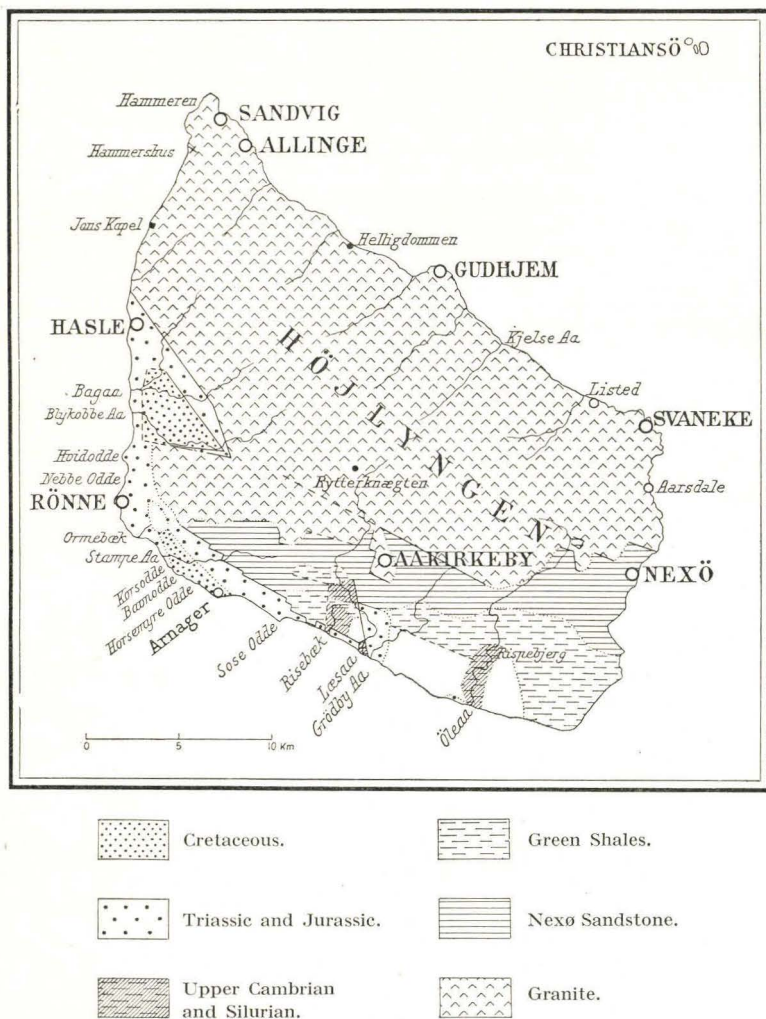 CHRISTIANSÖ
Hammeren
SANDVIG
ALLINGE
Hammershus
Jons Kapel
Helligdommen
GUDHJEM
HASLE
HÖJLYNGEN
Kjelse Aa
Bagaa
Listed
Blykobbe Aa
SVANEKE
Hvidodde
Rytterknægten
Nebbe Odde
Aarsdale
RÖNNE
Ormebæk
Stampe Aa
AAKIRKEBY
NEXÖ
Korsodde
Bavnodde
Horsemyre Odde
Arnager
Sose Odde
Risebæk
Læsaa
Grödby Aa
Öleaa
Rispebjerg
0 5 10 Km
Cretaceous.
Green Shales.
Triassic and Jurassic.
Nexø Sandstone.
Upper Cambrian
and Silurian.
Granite.